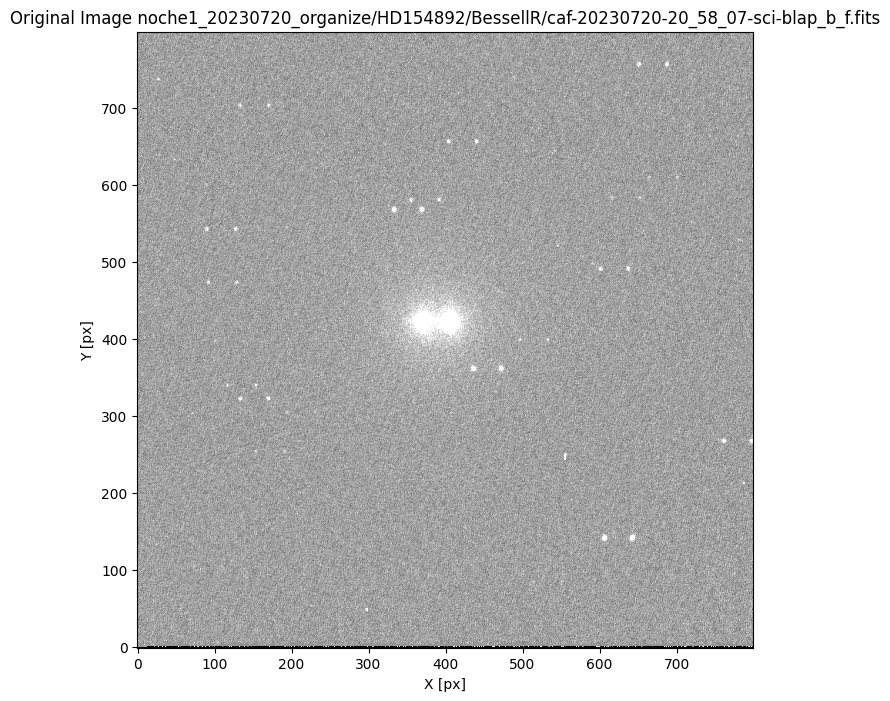 Original Image noche1_20230720_organize/HD154892/BessellR/caf-20230720-20_58_07-sci-blap_b_f.fits
700
600
500
400
300
200
100
0
Y [px]
0 100 200 300 400 500 600 700
X [px]